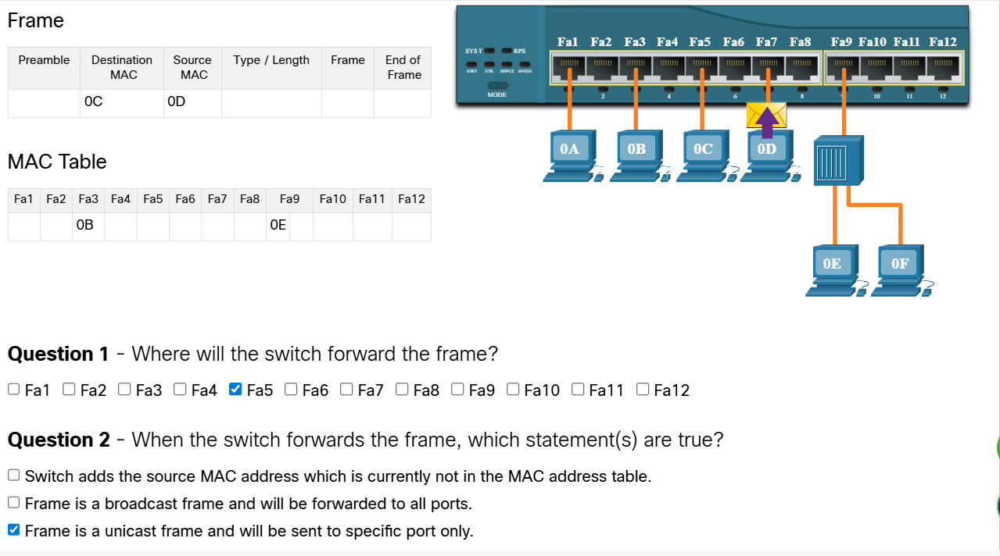 Frame
Preamble Destination MAC Source MAC Type / Length Frame End of Frame
0C 0D
MAC Table
Fa1 Fa2 Fa3 Fa4 Fa5 Fa6 Fa7 Fa8 Fa9 Fa10 Fa11 Fa12
0B 0E
Fa1 Fa2 Fa3 Fa4 Fa5 Fa6 Fa7 Fa8 Fa9 Fa10 Fa11 Fa12
SYST RPS
STRT UTIL DUPLX SPEED
MODE
2 4 6 8 9 10 11 12
0A 0B 0C 0D
0E 0F
Question 1 - Where will the switch forward the frame?
Fa1 Fa2 Fa3 Fa4 Fa5 Fa6 Fa7 Fa8 Fa9 Fa10 Fa11 Fa12
Question 2 - When the switch forwards the frame, which statement(s) are true?
Switch adds the source MAC address which is currently not in the MAC address table.
Frame is a broadcast frame and will be forwarded to all ports.
Frame is a unicast frame and will be sent to specific port only.